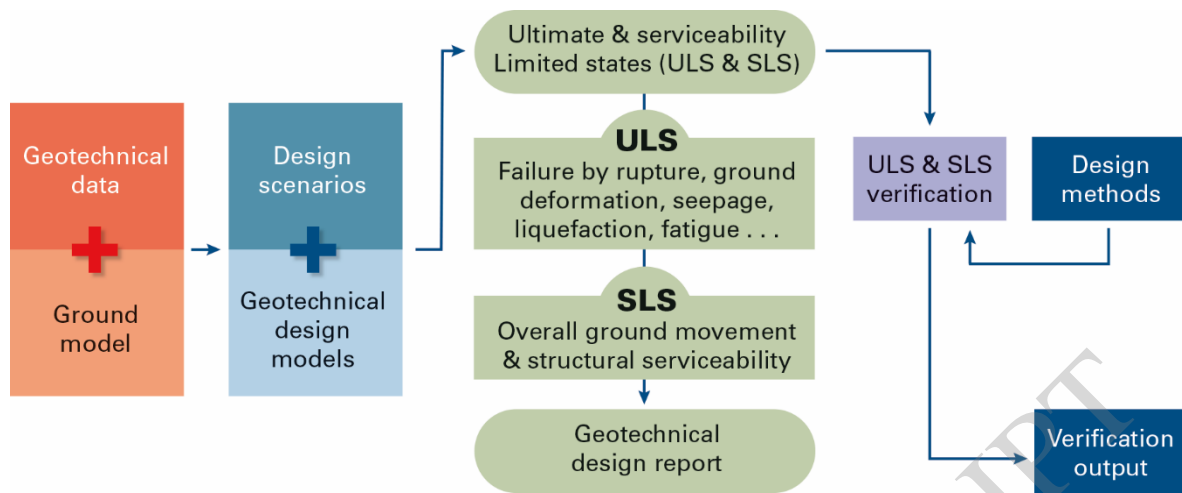 Geotechnical
data
Ground
model
Design
scenarios
Geotechnical
design
models
Ultimate & serviceability
Limited states (ULS & SLS)
ULS
Failure by rupture, ground
deformation, seepage,
liquefaction, fatigue . . .
SLS
Overall ground movement
& structural serviceability
Geotechnical
design report
ULS & SLS
verification
Design
methods
Verification
output